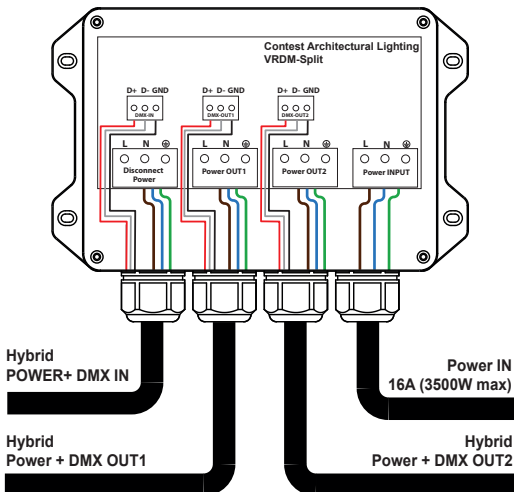 Contest Architectural Lighting
VRDM-Split
D+ D- GND
D+ D- GND
D+ D- GND
DMX-IN
DMX-OUT1
DMX-OUT2
L N
L N
L N
L N
Disconnect
Power
Power OUT1
Power OUT2
Power INPUT
Hybrid
POWER+ DMX IN
Power IN
16A (3500W max)
Hybrid
Power + DMX OUT1
Hybrid
Power + DMX OUT2